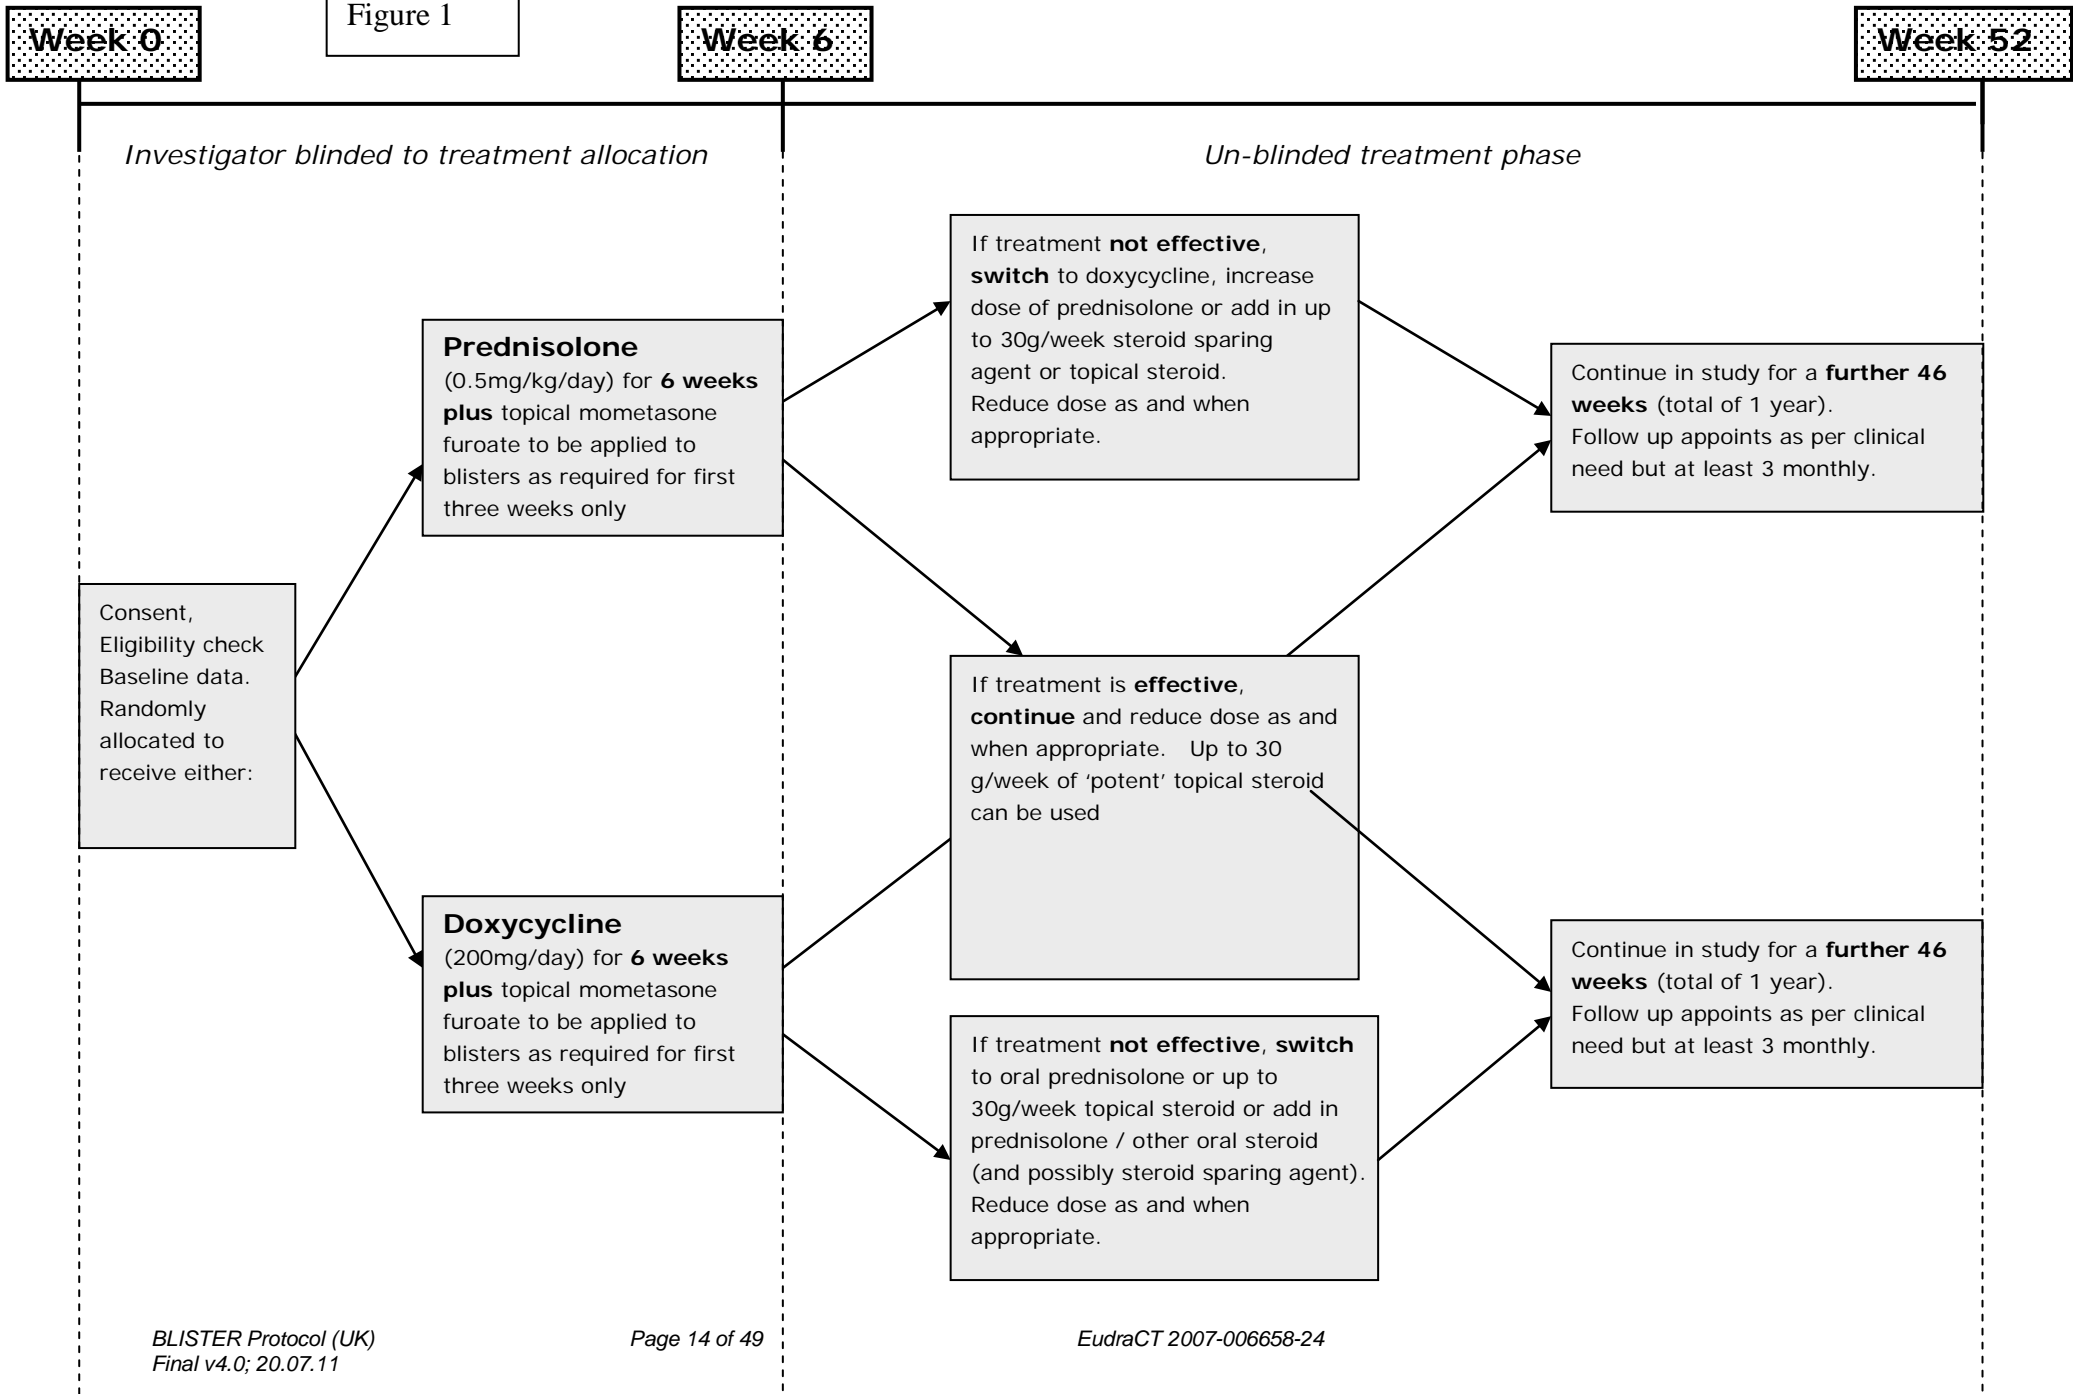 Figure 1
Week 0
Week 6
Week 52
Investigator blinded to treatment allocation
Un-blinded treatment phase
Consent,
Eligibility check
Baseline data.
Randomly
allocated to
receive either:
Prednisolone
(0.5mg/kg/day) for 6 weeks
plus topical mometasone
furoate to be applied to
blisters as required for first
three weeks only
Doxycycline
(200mg/day) for 6 weeks
plus topical mometasone
furoate to be applied to
blisters as required for first
three weeks only
If treatment not effective,
switch to doxycycline, increase
dose of prednisolone or add in up
to 30g/week steroid sparing
agent or topical steroid.
Reduce dose as and when
appropriate.
If treatment is effective,
continue and reduce dose as and
when appropriate.   Up to 30
g/week of ‘potent’ topical steroid
can be used
If treatment not effective, switch
to oral prednisolone or up to
30g/week topical steroid or add in
prednisolone / other oral steroid
(and possibly steroid sparing agent).
Reduce dose as and when
appropriate.
Continue in study for a further 46
weeks (total of 1 year).
Follow up appoints as per clinical
need but at least 3 monthly.
Continue in study for a further 46
weeks (total of 1 year).
Follow up appoints as per clinical
need but at least 3 monthly.
BLISTER Protocol (UK)
Final v4.0; 20.07.11
Page 14 of 49
EudraCT 2007-006658-24